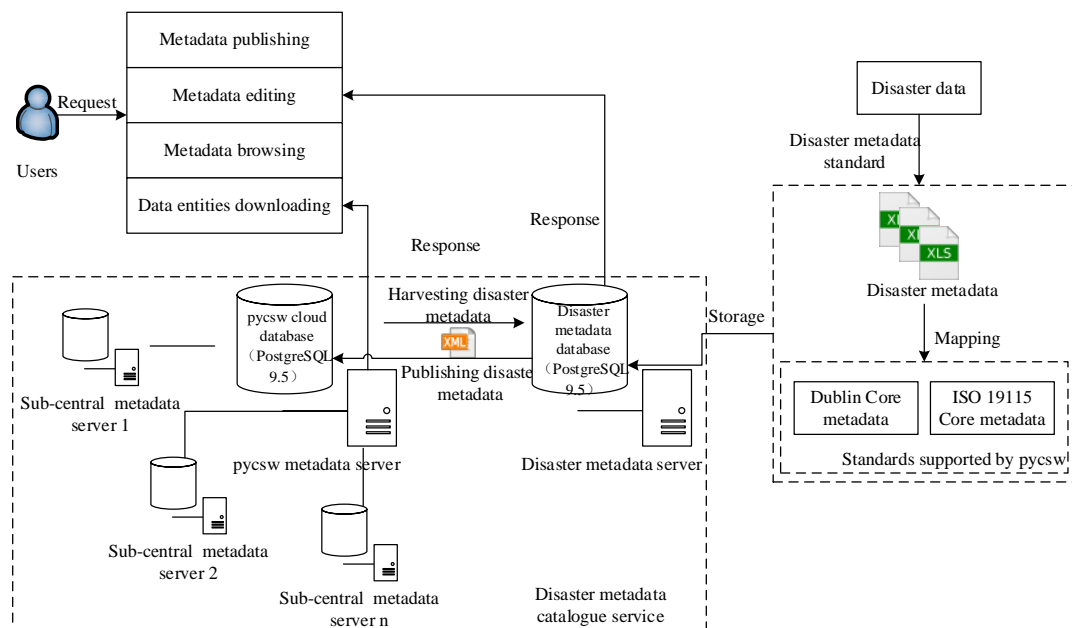 Metadata publishing
Request
Metadata editing
Users
Metadata browsing
Data entities downloading
Response
Response
Disaster data
Disaster metadata
standard
XL
XL
XLS
Disaster metadata
Mapping
Dublin Core
metadata
ISO 19115
Core metadata
Standards supported by pycsw
Storage
pycsw cloud
database
（PostgreSQL
9.5）
Harvesting disaster
metadata
XML
Publishing disaster
metadata
Disaster
metadata
database
（PostgreSQL
9.5）
Sub-central metadata
server 1
pycsw metadata server
Disaster metadata server
Sub-central metadata
server 2
Sub-central metadata
server n
Disaster metadata
catalogue service